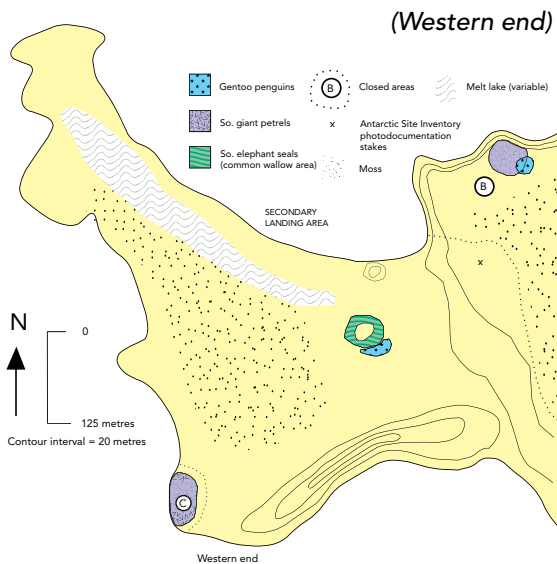 (Western end)
Gentoo penguins
B
Closed areas
Melt lake (variable)
So. giant petrels
x
Antarctic Site Inventory
photodocumentation
stakes
So. elephant seals
(common wallow area)
Moss
SECONDARY
LANDING AREA
B
x
N
0
125 metres
Contour interval = 20 metres
C
Western end